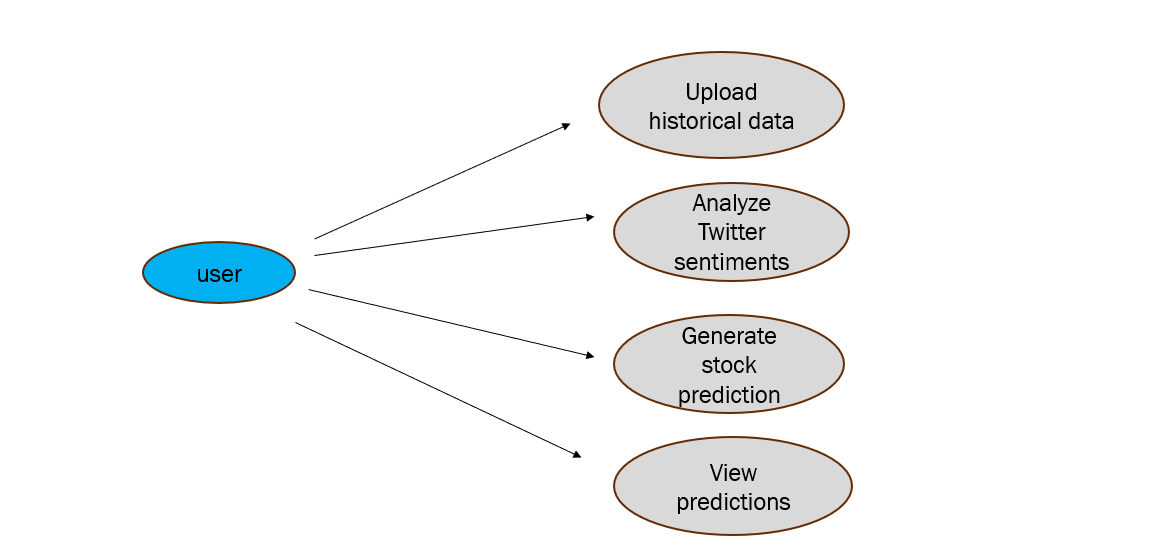 Upload
historical data
Analyze
Twitter
sentiments
user
Generate
stock
prediction
View
predictions